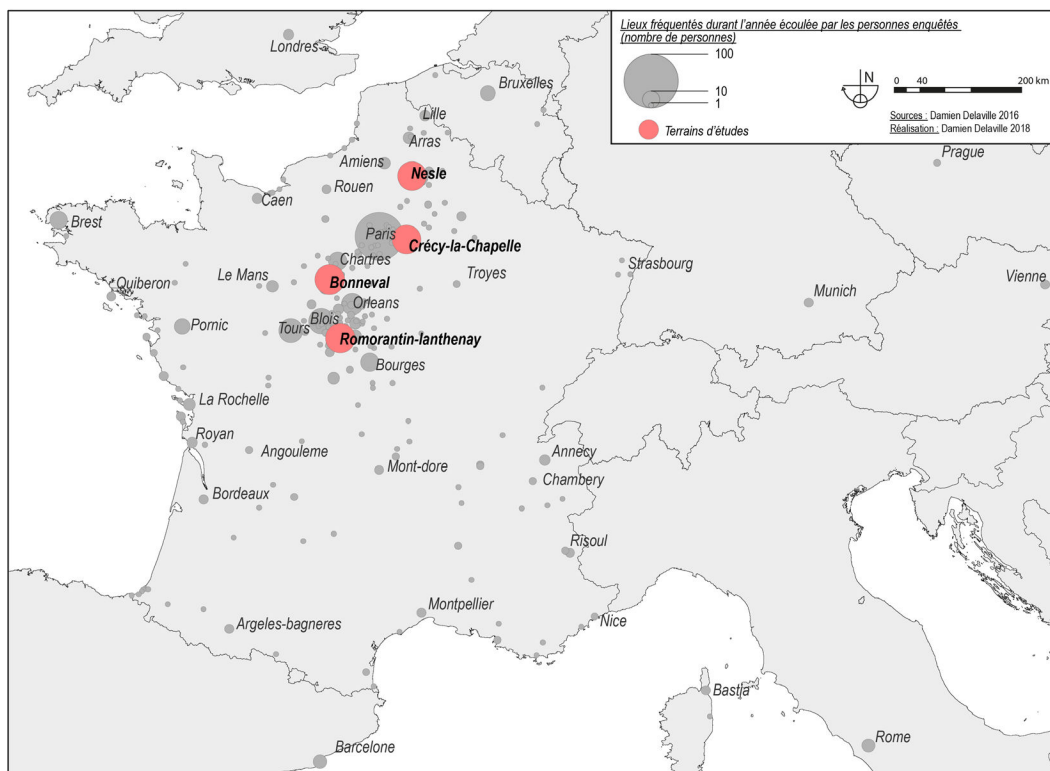 Lieux fréquentés durant l'année écoulée par les personnes enquêtés
(nombre de personnes)
100
10
1
Terrains d'études
N
0 40 200 km
Sources : Damien Delaville 2016
Réalisation : Damien Delaville 2018
Londres
Bruxelles
Lille
Arras
Amiens
Nesle
Rouen
Caen
Prague
Brest
Paris
Crécy-la-Chapelle
Chartres
Strasbourg
Troyes
Vienne
Le Mans
Bonneval
Quiberon
Munich
Orleans
Blois
Pornic
Tours
Romorantin-lanthenay
Bourges
La Rochelle
Royan
Angouleme
Annecy
Mont-dore
Chambery
Bordeaux
Risoul
Montpellier
Nice
Argeles-bagneres
Bastia
Rome
Barcelone